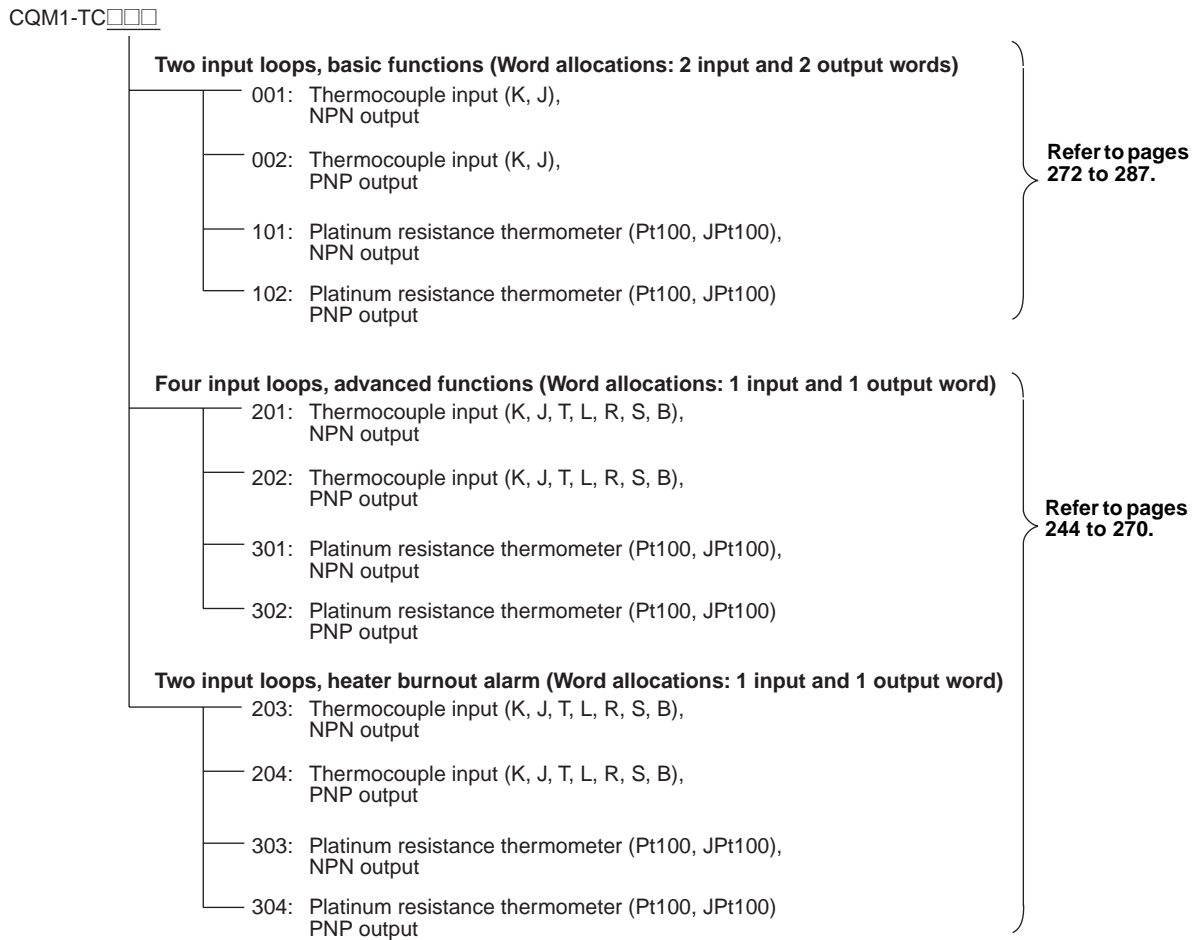 CQM1-TC□□□
Two input loops, basic functions (Word allocations: 2 input and 2 output words)
001: Thermocouple input (K, J),
NPN output
002: Thermocouple input (K, J),
PNP output
101: Platinum resistance thermometer (Pt100, JPt100),
NPN output
102: Platinum resistance thermometer (Pt100, JPt100)
PNP output
Refer to pages
272 to 287.
Four input loops, advanced functions (Word allocations: 1 input and 1 output word)
201: Thermocouple input (K, J, T, L, R, S, B),
NPN output
202: Thermocouple input (K, J, T, L, R, S, B),
PNP output
301: Platinum resistance thermometer (Pt100, JPt100),
NPN output
302: Platinum resistance thermometer (Pt100, JPt100)
PNP output
Two input loops, heater burnout alarm (Word allocations: 1 input and 1 output word)
203: Thermocouple input (K, J, T, L, R, S, B),
NPN output
204: Thermocouple input (K, J, T, L, R, S, B),
PNP output
303: Platinum resistance thermometer (Pt100, JPt100),
NPN output
304: Platinum resistance thermometer (Pt100, JPt100)
PNP output
Refer to pages
244 to 270.